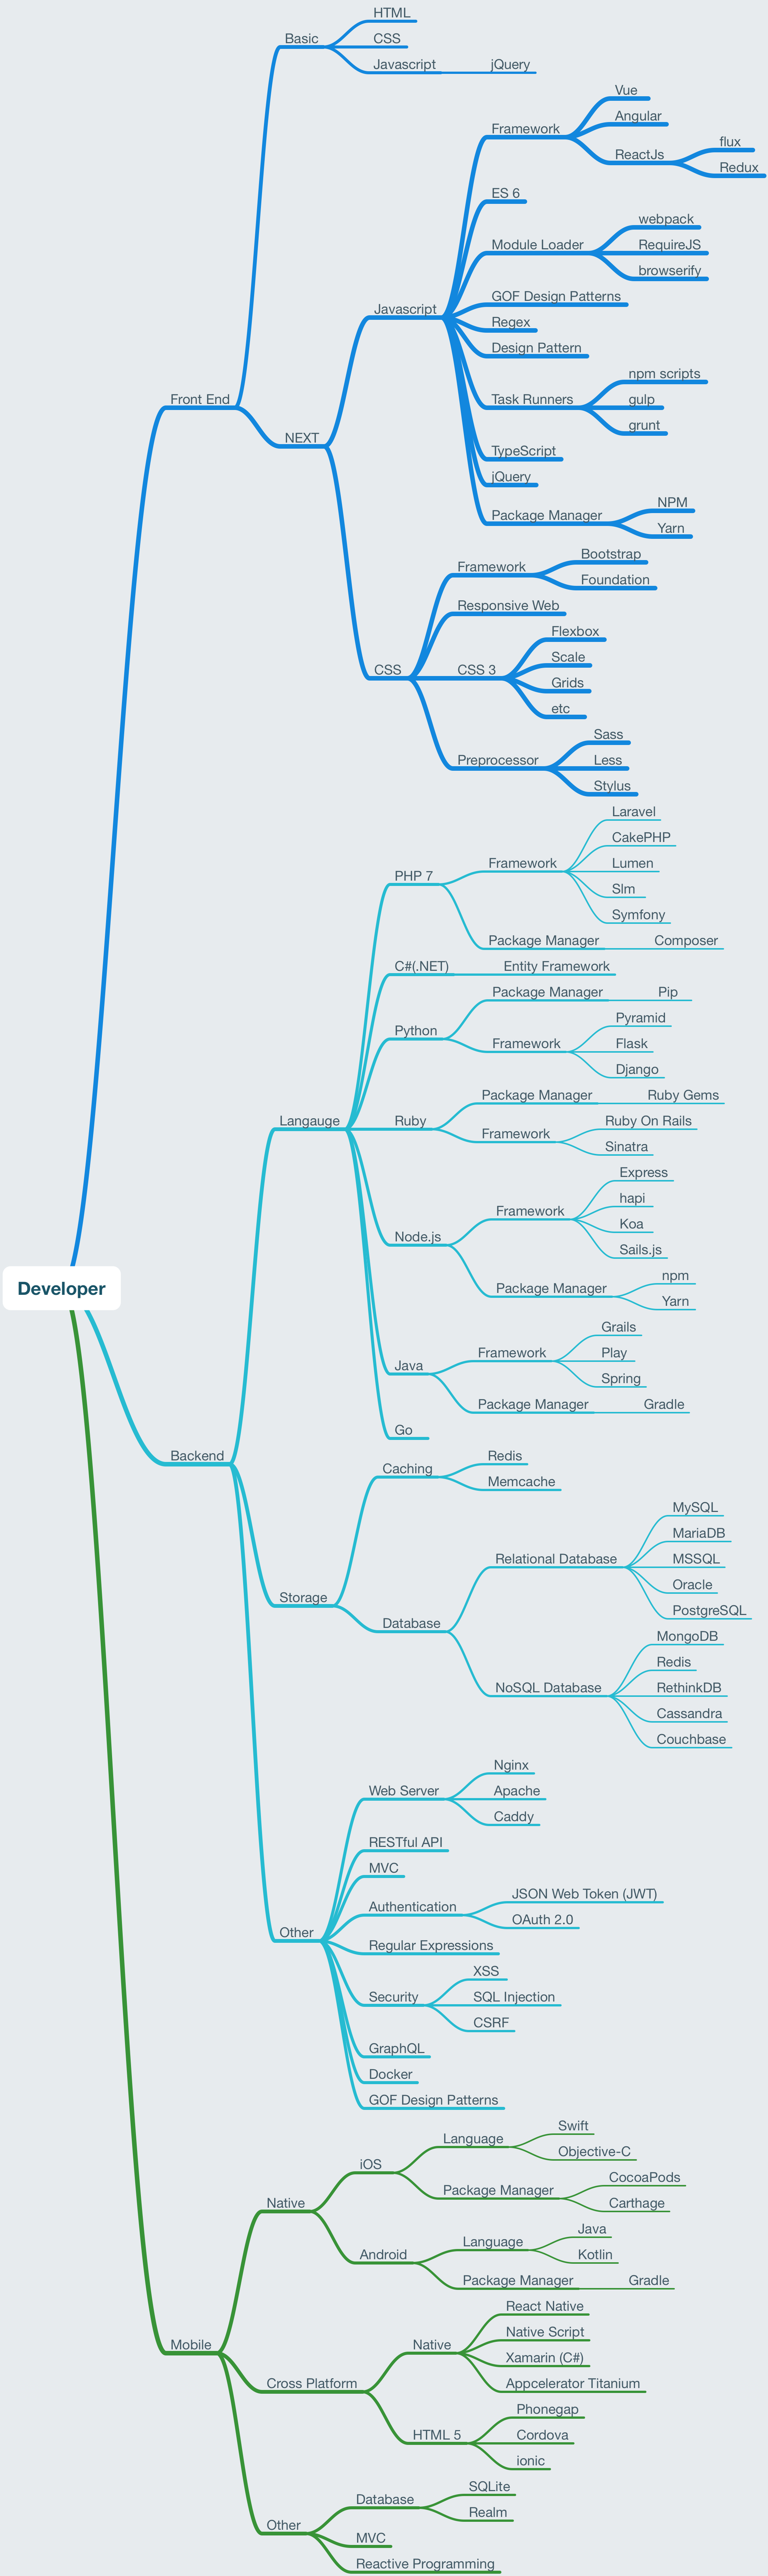 HTML
Basic
CSS
Javascript
jQuery
Vue
Framework
Angular
ReactJs
flux
Redux
ES 6
webpack
Module Loader
RequireJS
browserify
GOF Design Patterns
Javascript
Regex
Design Pattern
npm scripts
Front End
Task Runners
gulp
grunt
NEXT
TypeScript
jQuery
NPM
Package Manager
Yarn
Bootstrap
Framework
Foundation
Responsive Web
Flexbox
Scale
CSS
CSS 3
Grids
etc
Sass
Preprocessor
Less
Stylus
Laravel
CakePHP
PHP 7
Framework
Lumen
Slm
Symfony
Package Manager
Composer
C#(.NET)
Entity Framework
Package Manager
Pip
Python
Pyramid
Framework
Flask
Django
Package Manager
Ruby Gems
Langauge
Ruby
Ruby On Rails
Framework
Sinatra
Express
hapi
Framework
Koa
Node.js
Sails.js
npm
Developer
Package Manager
Yarn
Grails
Framework
Play
Java
Spring
Package Manager
Gradle
Go
Backend
Redis
Caching
Memcache
MySQL
MariaDB
Relational Database
MSSQL
Oracle
Storage
PostgreSQL
Database
MongoDB
Redis
NoSQL Database
RethinkDB
Cassandra
Couchbase
Nginx
Web Server
Apache
Caddy
RESTful API
MVC
JSON Web Token (JWT)
Authentication
OAuth 2.0
Other
Regular Expressions
XSS
Security
SQL Injection
CSRF
GraphQL
Docker
GOF Design Patterns
Swift
Language
Objective-C
iOS
CocoaPods
Package Manager
Carthage
Native
Java
Language
Android
Kotlin
Package Manager
Gradle
React Native
Native Script
Mobile
Native
Xamarin (C#)
Cross Platform
Appcelerator Titanium
Phonegap
HTML 5
Cordova
ionic
SQLite
Database
Realm
Other
MVC
Reactive Programming